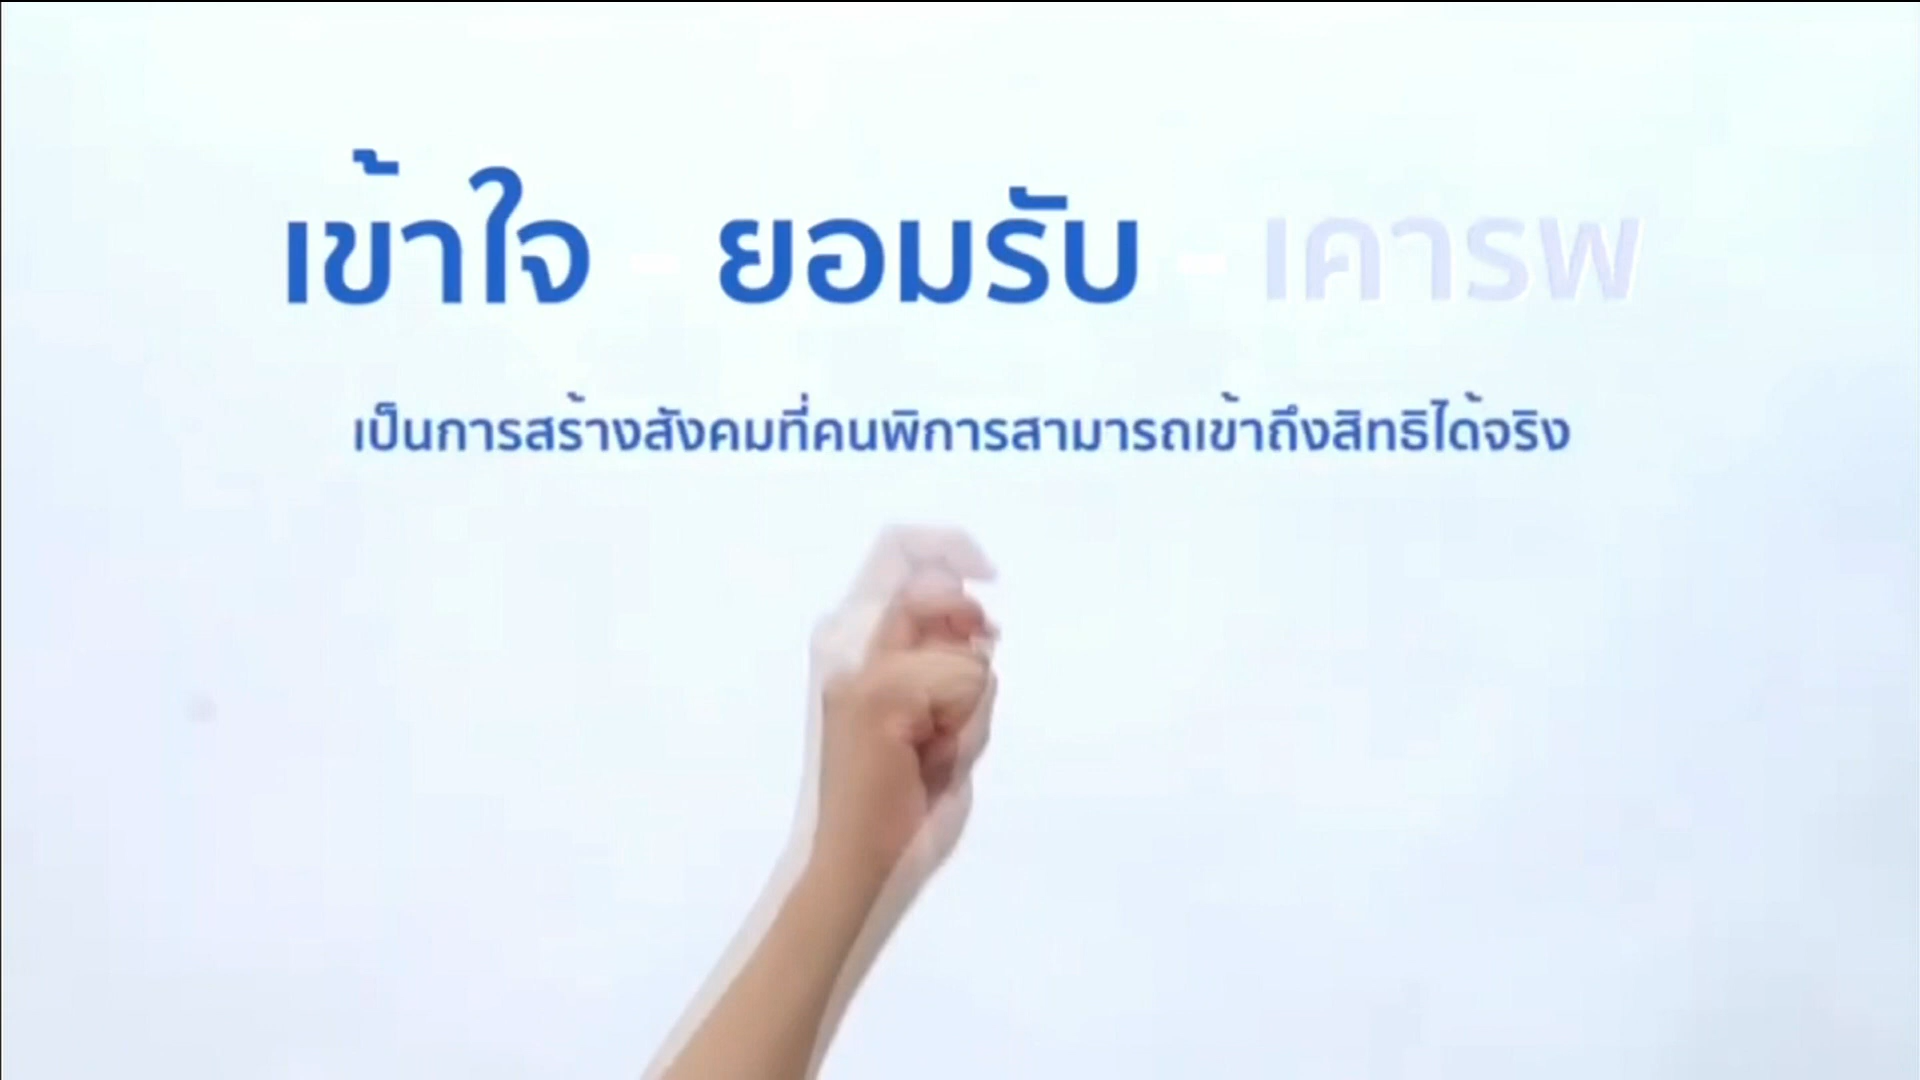 เข้าใจ - ยอมรับ - เคารพ
เป็นการสร้างสังคมที่คนพิการสามารถเข้าถึงสิทธิได้จริง